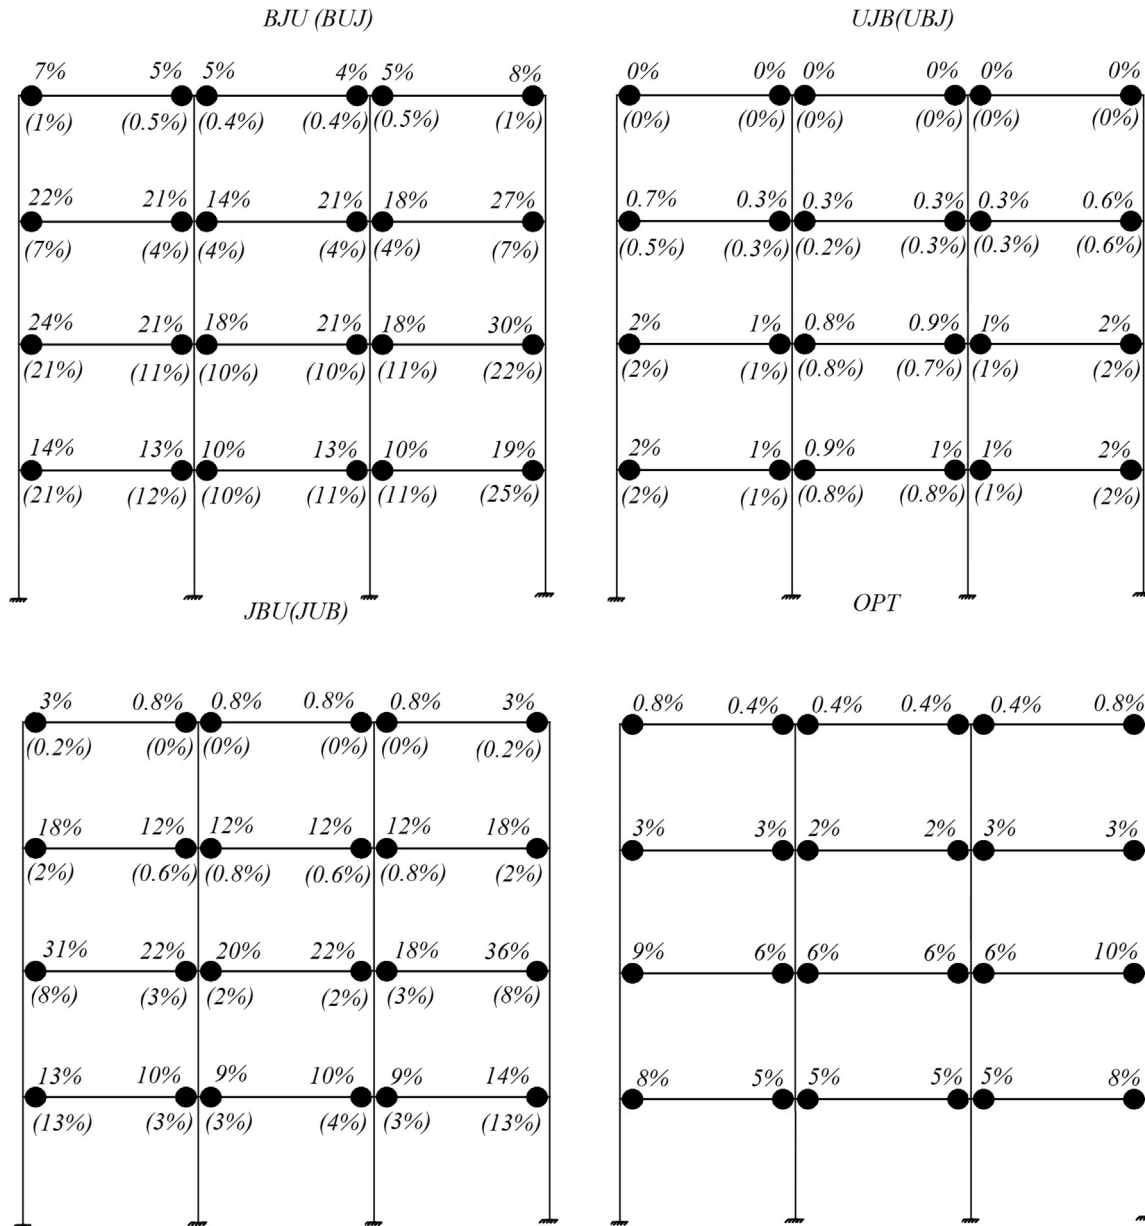 BJU (BUJ)
7% 5% 5% 4% 5% 8%
(1%) (0.5%) (0.4%) (0.4%) (0.5%) (1%)
22% 21% 14% 21% 18% 27%
(7%) (4%) (4%) (4%) (4%) (7%)
24% 21% 18% 21% 18% 30%
(21%) (11%) (10%) (10%) (11%) (22%)
14% 13% 10% 13% 10% 19%
(21%) (12%) (10%) (11%) (11%) (25%)
UJB(UBJ)
0% 0% 0% 0% 0% 0%
(0%) (0%) (0%) (0%) (0%) (0%)
0.7% 0.3% 0.3% 0.3% 0.3% 0.6%
(0.5%) (0.3%) (0.2%) (0.3%) (0.3%) (0.6%)
2% 1% 0.8% 0.9% 1% 2%
(2%) (1%) (0.8%) (0.7%) (1%) (2%)
2% 1% 0.9% 1% 1% 2%
(2%) (1%) (0.8%) (0.8%) (1%) (2%)
JBU(JUB)
3% 0.8% 0.8% 0.8% 0.8% 3%
(0.2%) (0%) (0%) (0%) (0%) (0.2%)
18% 12% 12% 12% 12% 18%
(2%) (0.6%) (0.8%) (0.6%) (0.8%) (2%)
31% 22% 20% 22% 18% 36%
(8%) (3%) (2%) (2%) (3%) (8%)
13% 10% 9% 10% 9% 14%
(13%) (3%) (3%) (4%) (3%) (13%)
OPT
0.8% 0.4% 0.4% 0.4% 0.4% 0.8%
3% 3% 2% 2% 3% 3%
9% 6% 6% 6% 6% 10%
8% 5% 5% 5% 5% 8%